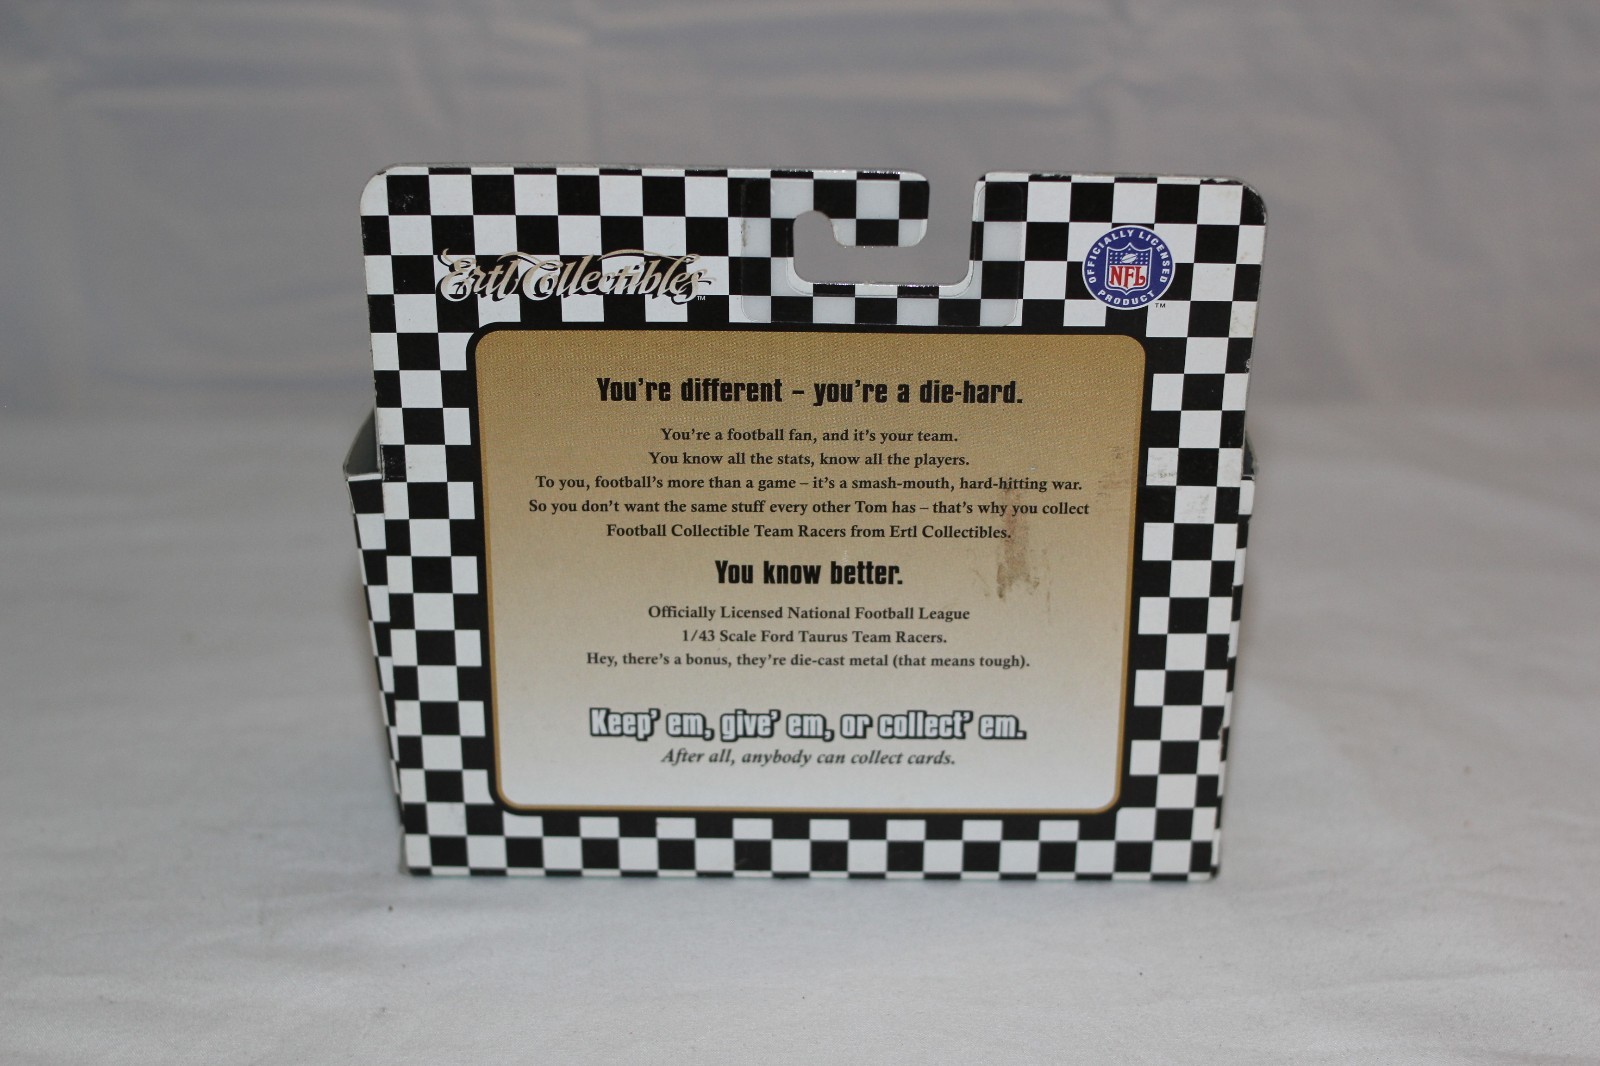 Ertl Collectibles™
OFFICIALLY LICENSED
NFL
PRODUCT
™
You're different – you're a die-hard.
You're a football fan, and it's your team.
You know all the stats, know all the players.
To you, football's more than a game – it's a smash-mouth, hard-hitting war.
So you don't want the same stuff every other Tom has – that's why you collect
Football Collectible Team Racers from Ertl Collectibles.
You know better.
Officially Licensed National Football League
1/43 Scale Ford Taurus Team Racers.
Hey, there's a bonus, they're die-cast metal (that means tough).
Keep' em, give' em, or collect' em.
After all, anybody can collect cards.